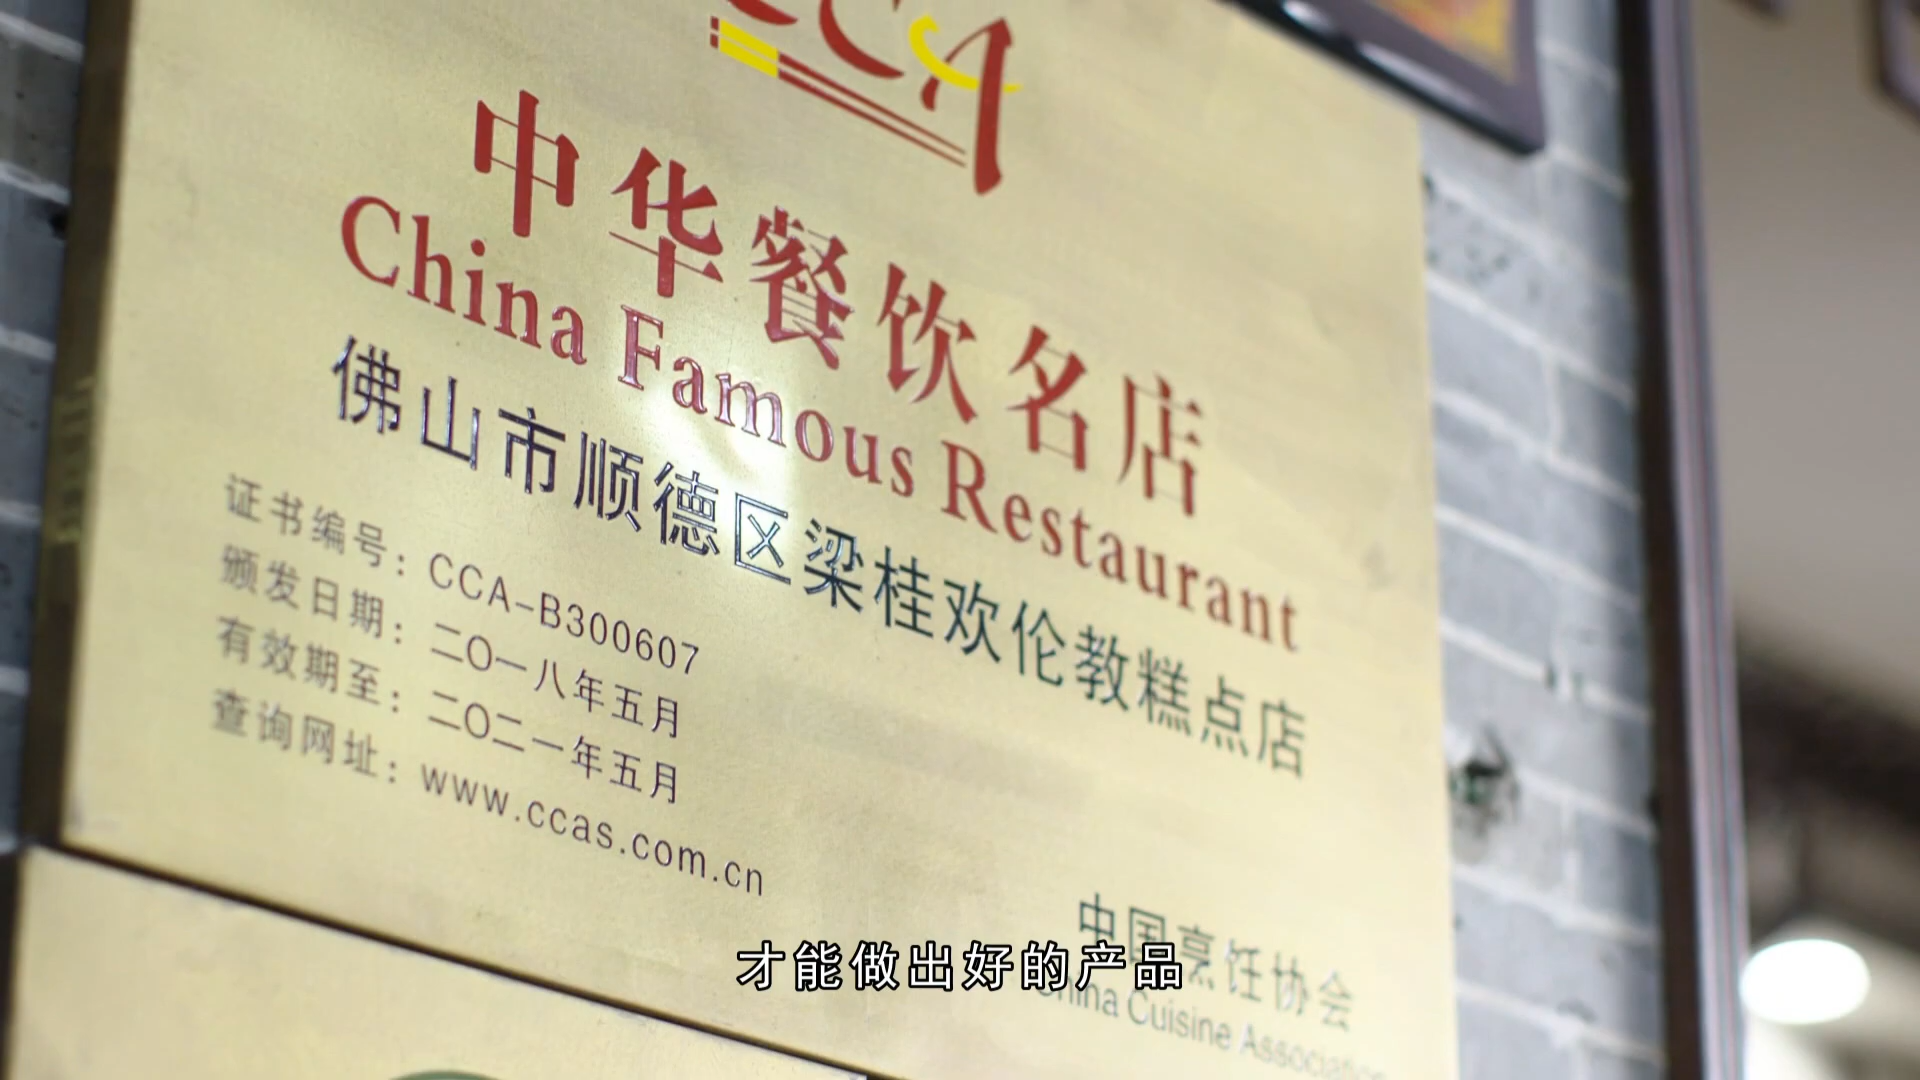 CCA
中华餐饮名店
China Famous Restaurant
佛山市顺德区梁桂欢伦教糕点店
证书编号：CCA-B300607
颁发日期：二〇一八年五月
有效期至：二〇二一年五月
查询网址：www.ccas.com.cn
中国烹饪协会
China Cuisine Association
才能做出好的产品